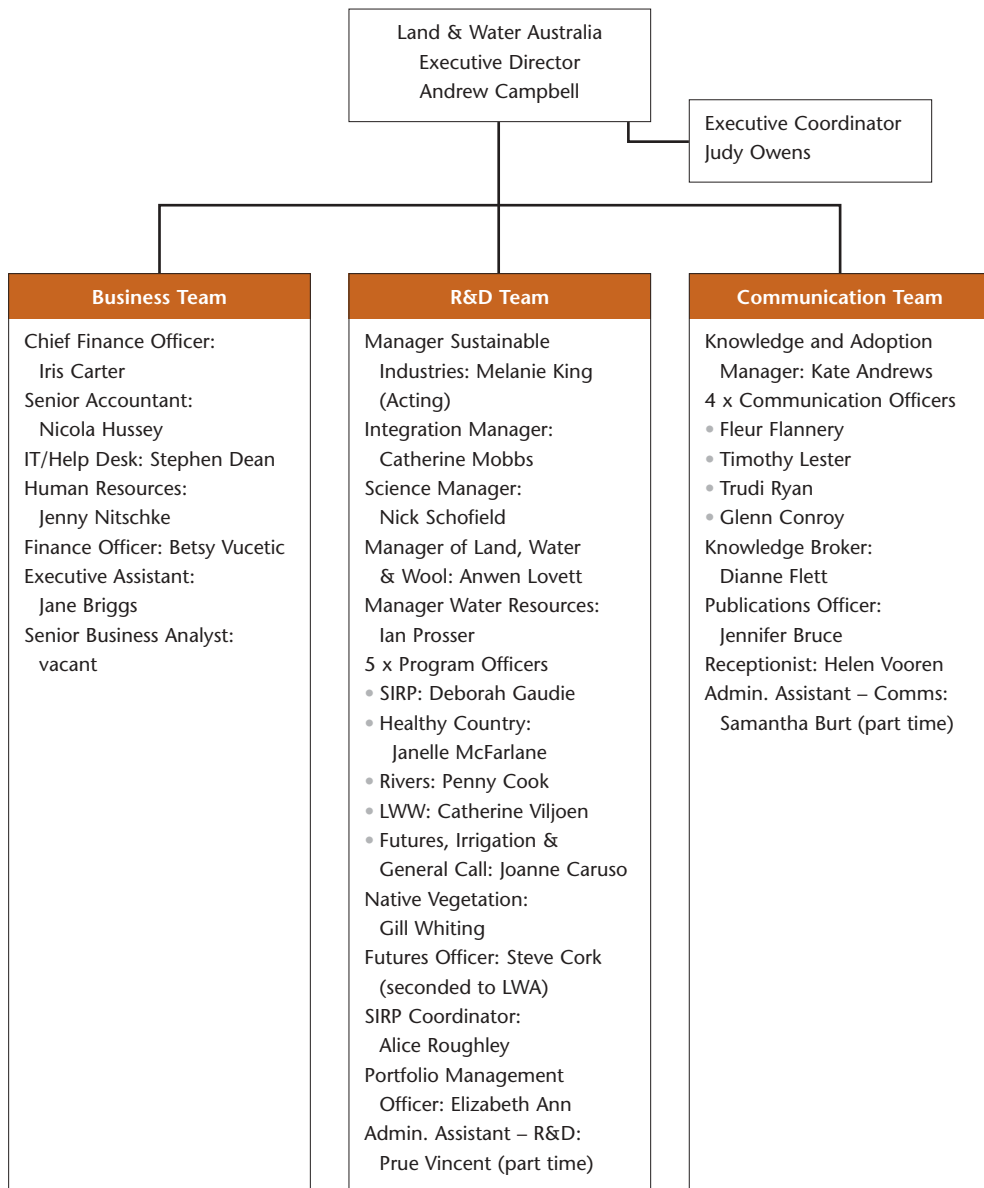 Land & Water Australia
Executive Director
Andrew Campbell
Executive Coordinator
Judy Owens
Business Team
Chief Finance Officer:
Iris Carter
Senior Accountant:
Nicola Hussey
IT/Help Desk: Stephen Dean
Human Resources:
Jenny Nitschke
Finance Officer: Betsy Vucetic
Executive Assistant:
Jane Briggs
Senior Business Analyst:
vacant
R&D Team
Manager Sustainable
Industries: Melanie King
(Acting)
Integration Manager:
Catherine Mobbs
Science Manager:
Nick Schofield
Manager of Land, Water
& Wool: Anwen Lovett
Manager Water Resources:
Ian Prosser
5 x Program Officers
• SIRP: Deborah Gaudie
• Healthy Country:
Janelle McFarlane
• Rivers: Penny Cook
• LWW: Catherine Viljoen
• Futures, Irrigation &
General Call: Joanne Caruso
Native Vegetation:
Gill Whiting
Futures Officer: Steve Cork
(seconded to LWA)
SIRP Coordinator:
Alice Roughley
Portfolio Management
Officer: Elizabeth Ann
Admin. Assistant – R&D:
Prue Vincent (part time)
Communication Team
Knowledge and Adoption
Manager: Kate Andrews
4 x Communication Officers
• Fleur Flannery
• Timothy Lester
• Trudi Ryan
• Glenn Conroy
Knowledge Broker:
Dianne Flett
Publications Officer:
Jennifer Bruce
Receptionist: Helen Vooren
Admin. Assistant – Comms:
Samantha Burt (part time)